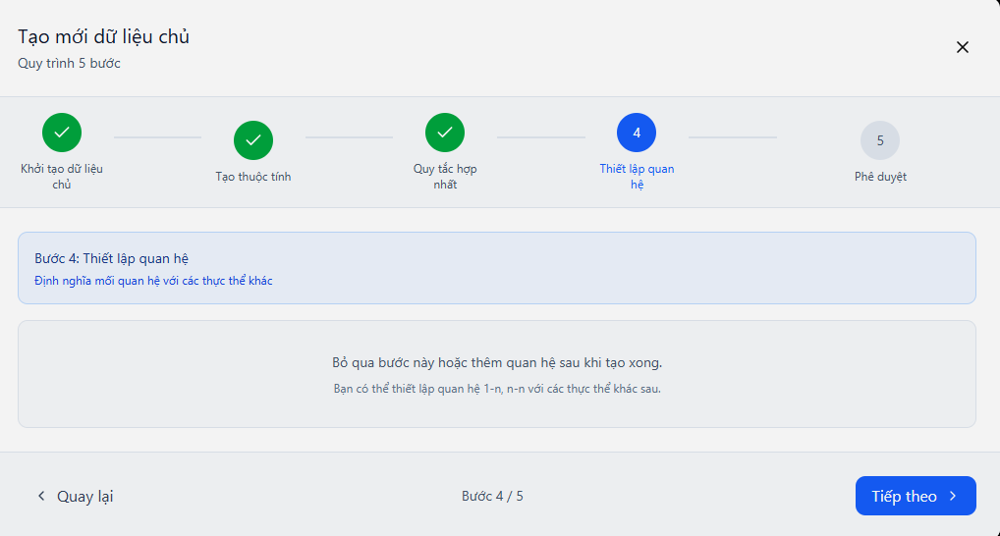 Tạo mới dữ liệu chủ
Quy trình 5 bước
Khởi tạo dữ liệu
chủ
Tạo thuộc tính
Quy tắc hợp
nhất
4
Thiết lập quan
hệ
5
Phê duyệt
Bước 4: Thiết lập quan hệ
Định nghĩa mối quan hệ với các thực thể khác
Bỏ qua bước này hoặc thêm quan hệ sau khi tạo xong.
Bạn có thể thiết lập quan hệ 1-n, n-n với các thực thể khác sau.
Quay lại
Bước 4 / 5
Tiếp theo